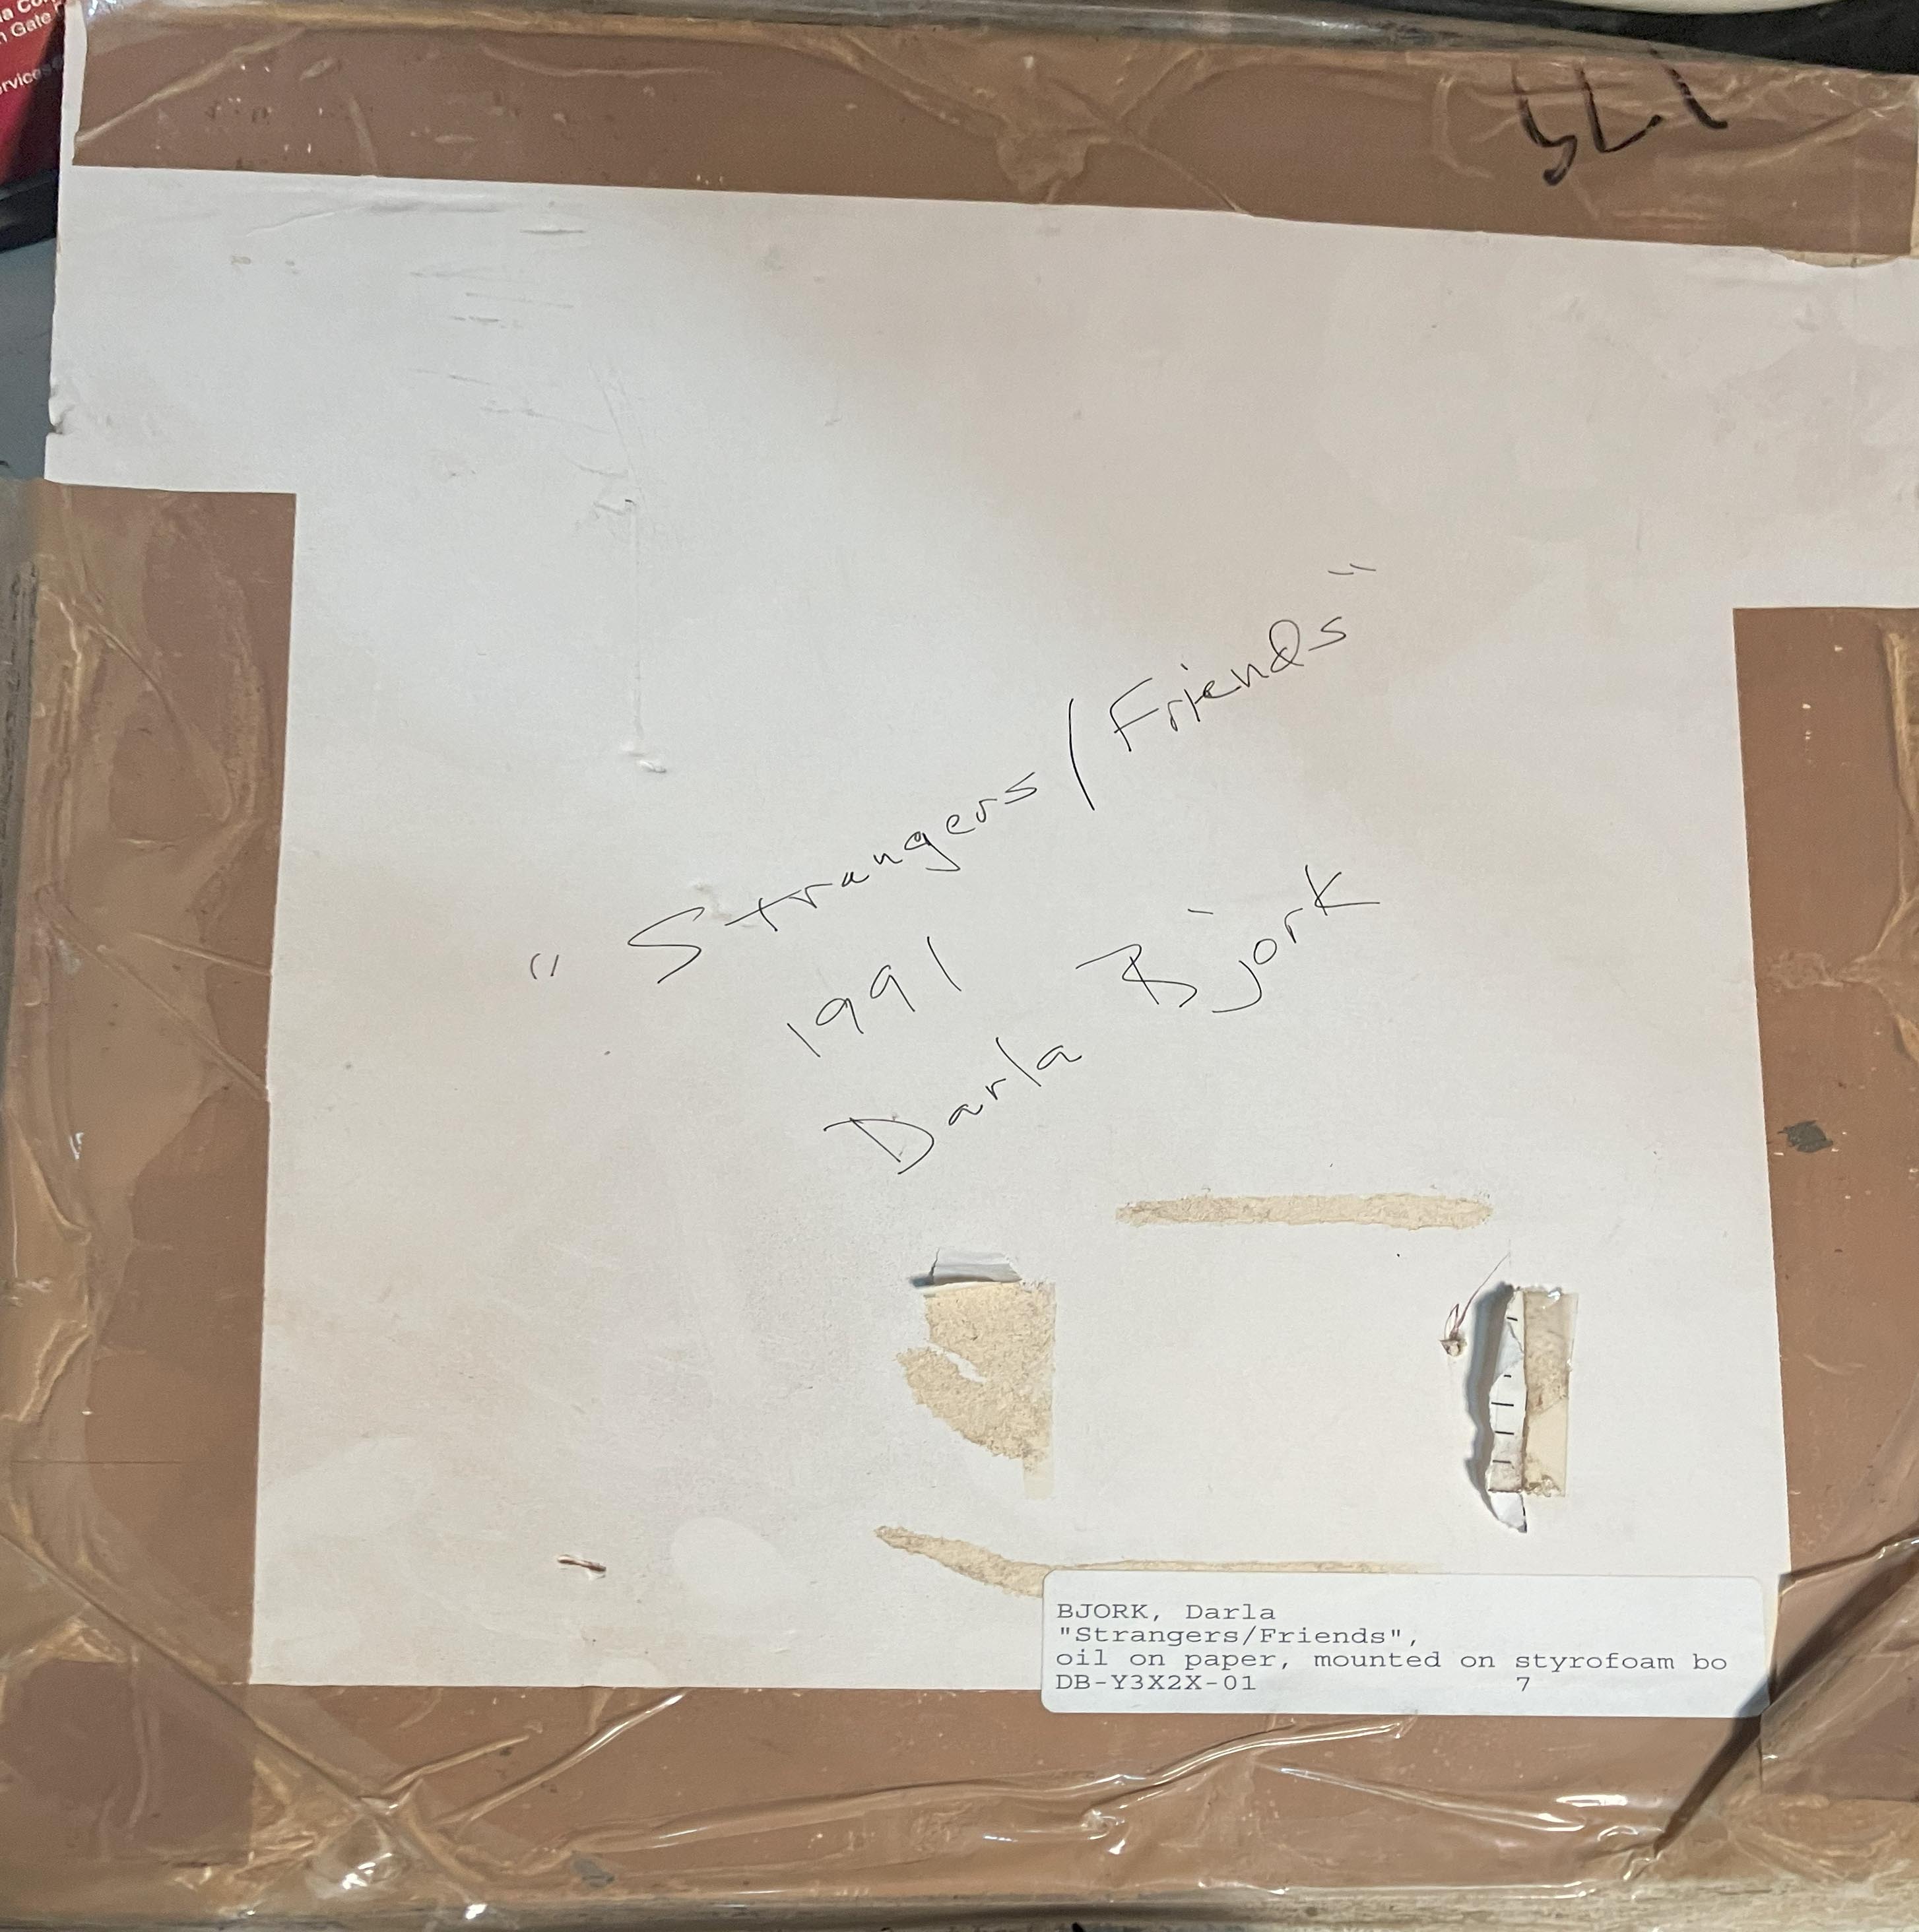 "Strangers/Friends"
1991
Darla Bjork
BJORK, Darla
"Strangers/Friends",
oil on paper, mounted on styrofoam bo
DB-Y3X2X-01 7